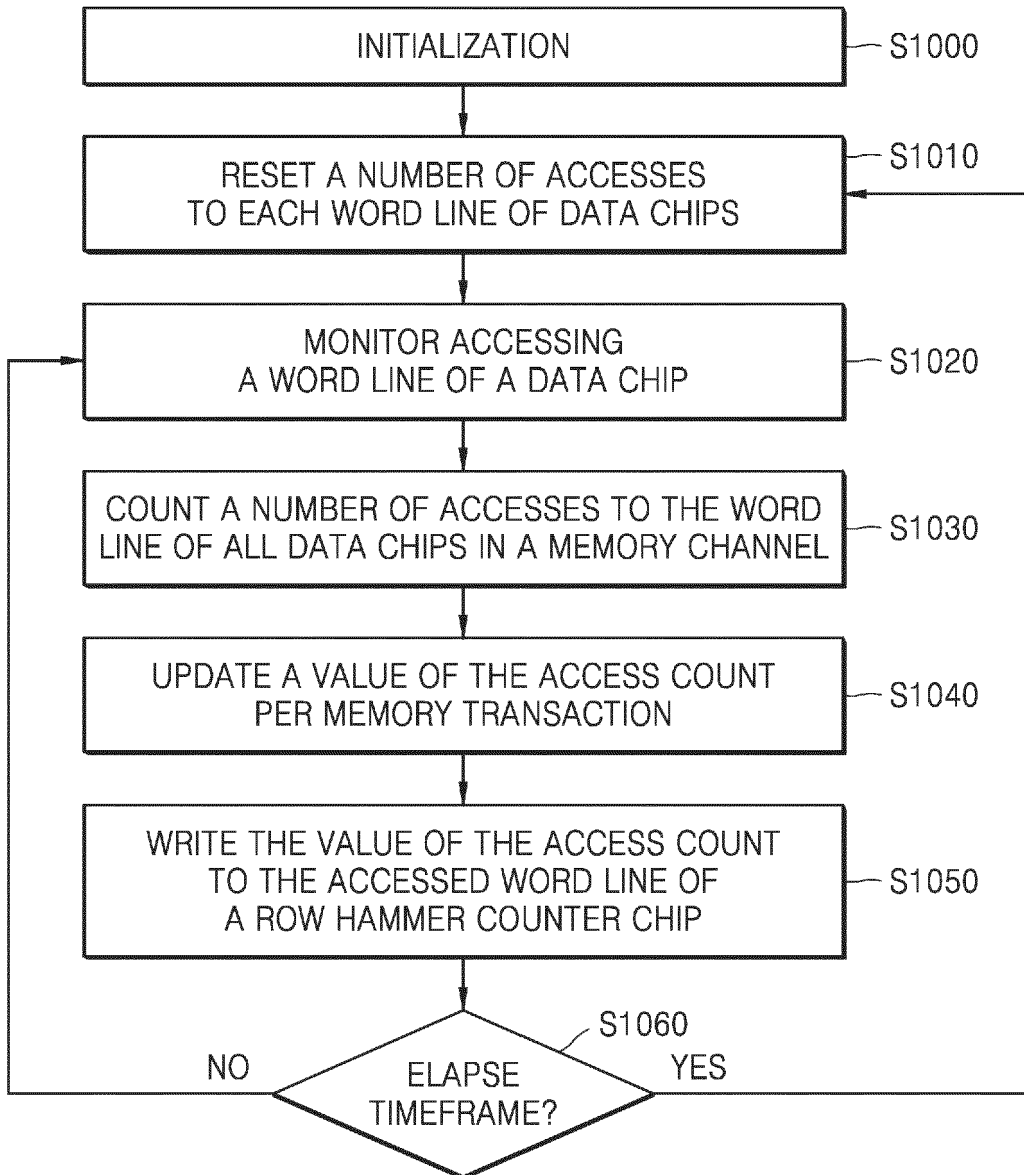 INITIALIZATION
S1000
RESET A NUMBER OF ACCESSES
TO EACH WORD LINE OF DATA CHIPS
S1010
MONITOR ACCESSING
A WORD LINE OF A DATA CHIP
S1020
COUNT A NUMBER OF ACCESSES TO THE WORD
LINE OF ALL DATA CHIPS IN A MEMORY CHANNEL
S1030
UPDATE A VALUE OF THE ACCESS COUNT
PER MEMORY TRANSACTION
S1040
WRITE THE VALUE OF THE ACCESS COUNT
TO THE ACCESSED WORD LINE OF
A ROW HAMMER COUNTER CHIP
S1050
S1060
NO
ELAPSE
TIMEFRAME?
YES